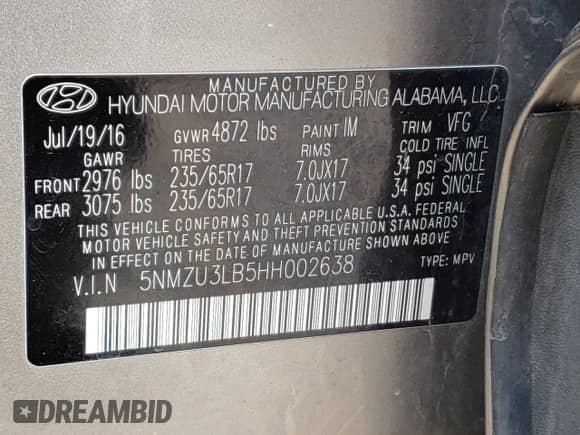 MANUFACTURED BY
HYUNDAI MOTOR MANUFACTURING ALABAMA, LLC
Jul/19/16 GVWR 4872 lbs PAINT IM TRIM VFG
GAWR TIRES RIMS COLD TIRE INFL
FRONT 2976 lbs 235/65R17 7.0JX17 34 psi SINGLE
REAR 3075 lbs 235/65R17 7.0JX17 34 psi SINGLE
THIS VEHICLE CONFORMS TO ALL APPLICABLE U.S.A. FEDERAL
MOTOR VEHICLE SAFETY AND THEFT PREVENTION STANDARDS
IN EFFECT ON THE DATE OF MANUFACTURE SHOWN ABOVE.
V.I.N 5NMZU3LB5HH002638 TYPE: MPV
DREAMBID